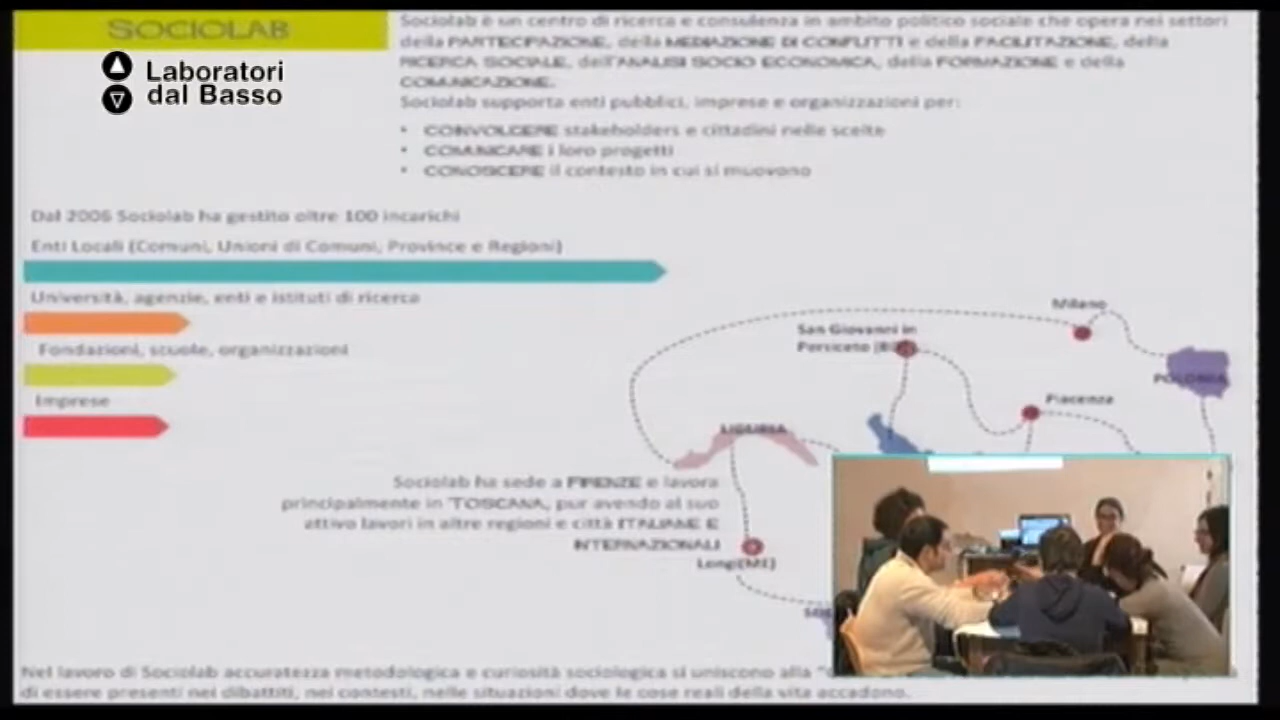 SOCIOLAB
Laboratori
dal Basso
Sociolab è un centro di ricerca e consulenza in ambito politico sociale che opera nei settori
della PARTECIPAZIONE, della MEDIAZIONE DI CONFLITTI e della FACILITAZIONE, della
RICERCA SOCIALE, dell'ANALISI SOCIO ECONOMICA, della FORMAZIONE e della
COMUNICAZIONE.
Sociolab supporta enti pubblici, imprese e organizzazioni per:
• COINVOLGERE stakeholders e cittadini nelle scelte
• COMUNICARE i loro progetti
• CONOSCERE il contesto in cui si muovono
Dal 2006 Sociolab ha gestito oltre 100 incarichi
Enti Locali (Comuni, Unioni di Comuni, Province e Regioni)
Università, agenzie, enti e istituti di ricerca
Fondazioni, scuole, organizzazioni
Imprese
Milano
San Giovanni in
Persiceto (BO)
POLONIA
Piacenza
LIGURIA
Sociolab ha sede a FIRENZE e lavora
principalmente in TOSCANA, pur avendo al suo
attivo lavori in altre regioni e città ITALIANE E
INTERNAZIONALI
Longi(ME)
Nel lavoro di Sociolab accuratezza metodologica e curiosità sociologica si uniscono alla
di essere presenti nei dibattiti, nei contesti, nelle situazioni dove le cose reali della vita accadono.